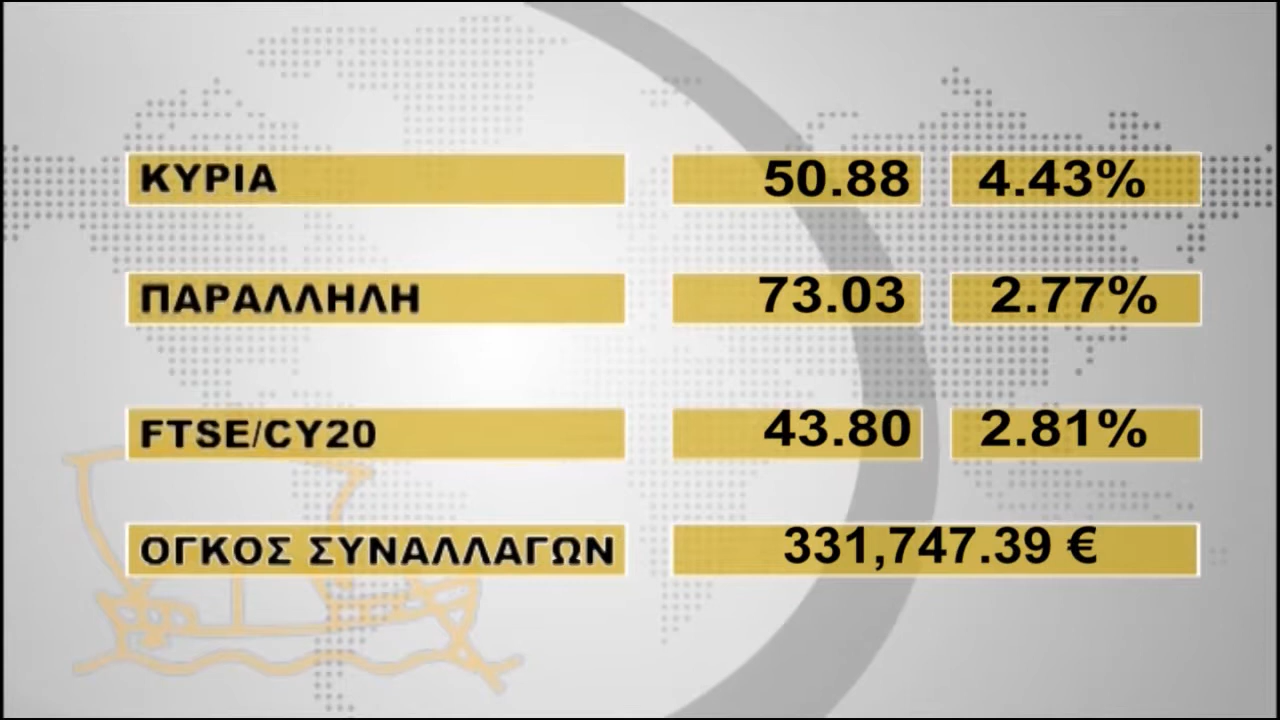 ΚΥΡΙΑ 50.88 4.43%
ΠΑΡΑΛΛΗΛΗ 73.03 2.77%
FTSE/CY20 43.80 2.81%
ΟΓΚΟΣ ΣΥΝΑΛΛΑΓΩΝ 331,747.39 €